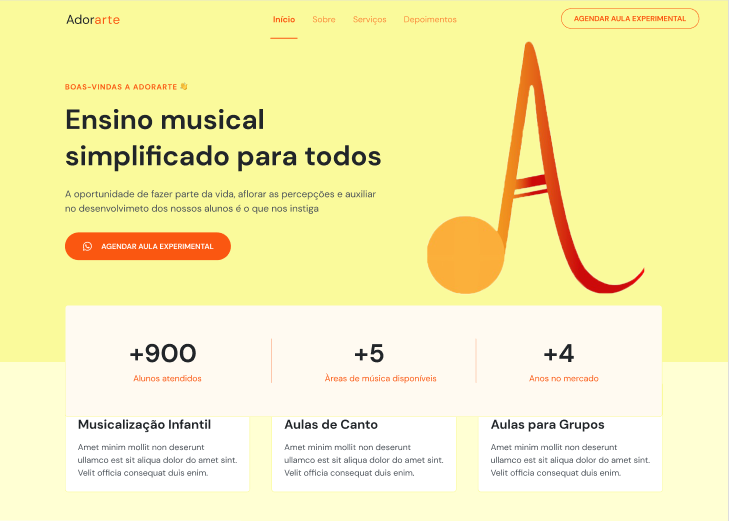 Adorarte
Início Sobre Serviços Depoimentos
AGENDAR AULA EXPERIMENTAL
BOAS-VINDAS A ADORARTE 👋
Ensino musical
simplificado para todos
A oportunidade de fazer parte da vida, aflorar as percepções e auxiliar
no desenvolvimeto dos nossos alunos é o que nos instiga
AGENDAR AULA EXPERIMENTAL
A
+900
Alunos atendidos
+5
Àreas de música disponíveis
+4
Anos no mercado
Musicalização Infantil
Amet minim mollit non deserunt
ullamco est sit aliqua dolor do amet sint.
Velit officia consequat duis enim.
Aulas de Canto
Amet minim mollit non deserunt
ullamco est sit aliqua dolor do amet sint.
Velit officia consequat duis enim.
Aulas para Grupos
Amet minim mollit non deserunt
ullamco est sit aliqua dolor do amet sint.
Velit officia consequat duis enim.